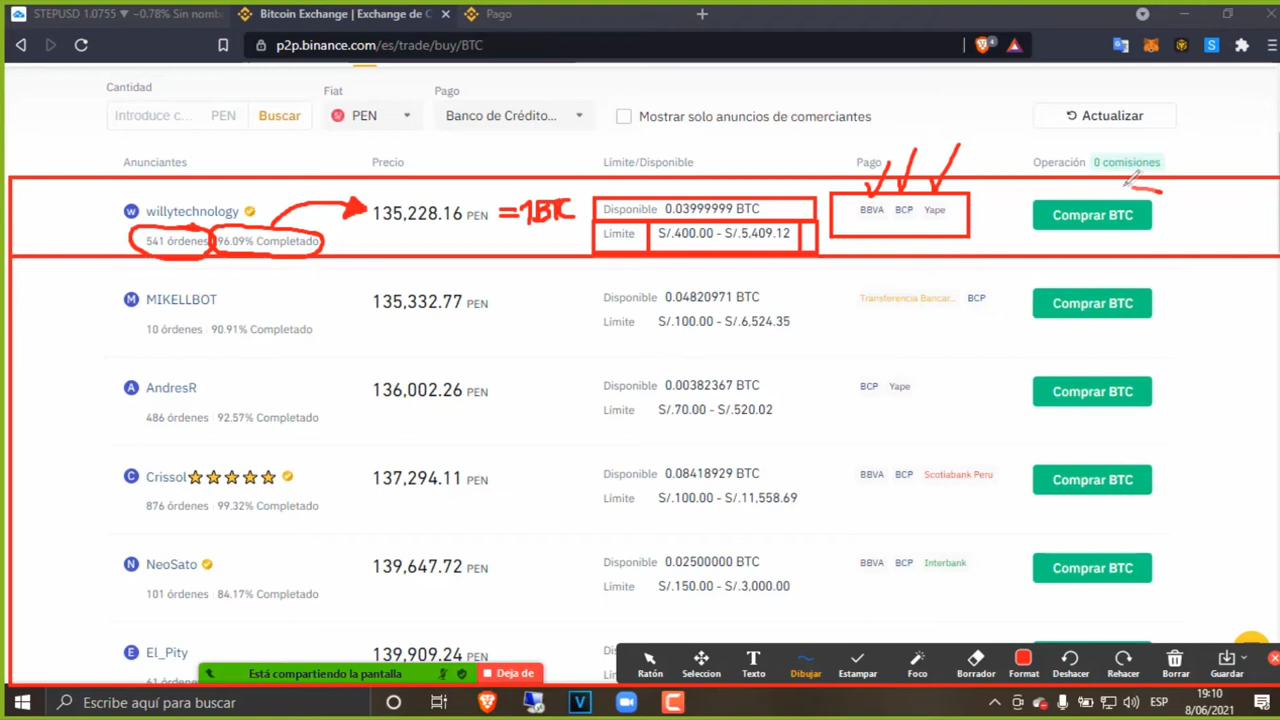 STEPUSD 1.0755 ▼ −0.78% Sin nomb
Bitcoin Exchange | Exchange de C
Pago
p2p.binance.com/es/trade/buy/BTC
Cantidad
Fiat
Pago
Introduce c... PEN Buscar
PEN
Banco de Crédito...
Mostrar solo anuncios de comerciantes
Actualizar
Anunciantes
Precio
Límite/Disponible
Pago
Operación 0 comisiones
W willytechnology
541 órdenes 96.09% Completado
135,228.16 PEN
= 1BTC
Disponible 0.03999999 BTC
Límite S/.400.00 - S/.5,409.12
BBVA BCP Yape
Comprar BTC
M MIKELLBOT
10 órdenes 90.91% Completado
135,332.77 PEN
Disponible 0.04820971 BTC
Límite S/.100.00 - S/.6,524.35
Transferencia Bancar... BCP
Comprar BTC
A AndresR
486 órdenes 92.57% Completado
136,002.26 PEN
Disponible 0.00382367 BTC
Límite S/.70.00 - S/.520.02
BCP Yape
Comprar BTC
C Crissol⭐⭐⭐⭐⭐
876 órdenes 99.32% Completado
137,294.11 PEN
Disponible 0.08418929 BTC
Límite S/.100.00 - S/.11,558.69
BBVA BCP Scotiabank Peru
Comprar BTC
N NeoSato
101 órdenes 84.17% Completado
139,647.72 PEN
Disponible 0.02500000 BTC
Límite S/.150.00 - S/.3,000.00
BBVA BCP Interbank
Comprar BTC
E El_Pity
139,909.24 PEN
Está compartiendo la pantalla
Deja de
Ratón
Seleccion
Texto
Dibujar
Estampar
Foco
Borrador
Format
Deshacer
Rehacer
Borrar
Guardar
Escribe aquí para buscar
ESP
19:10
8/06/2021